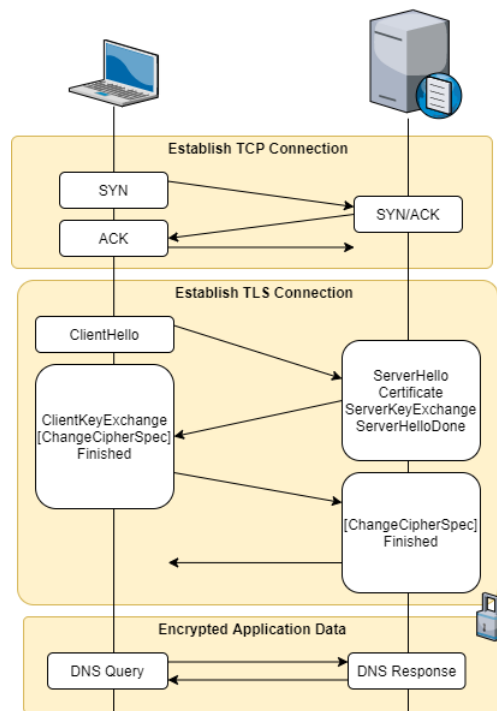 Establish TCP Connection
SYN
SYN/ACK
ACK
Establish TLS Connection
ClientHello
ServerHello
Certificate
ServerKeyExchange
ServerHelloDone
ClientKeyExchange
[ChangeCipherSpec]
Finished
[ChangeCipherSpec]
Finished
Encrypted Application Data
DNS Query
DNS Response